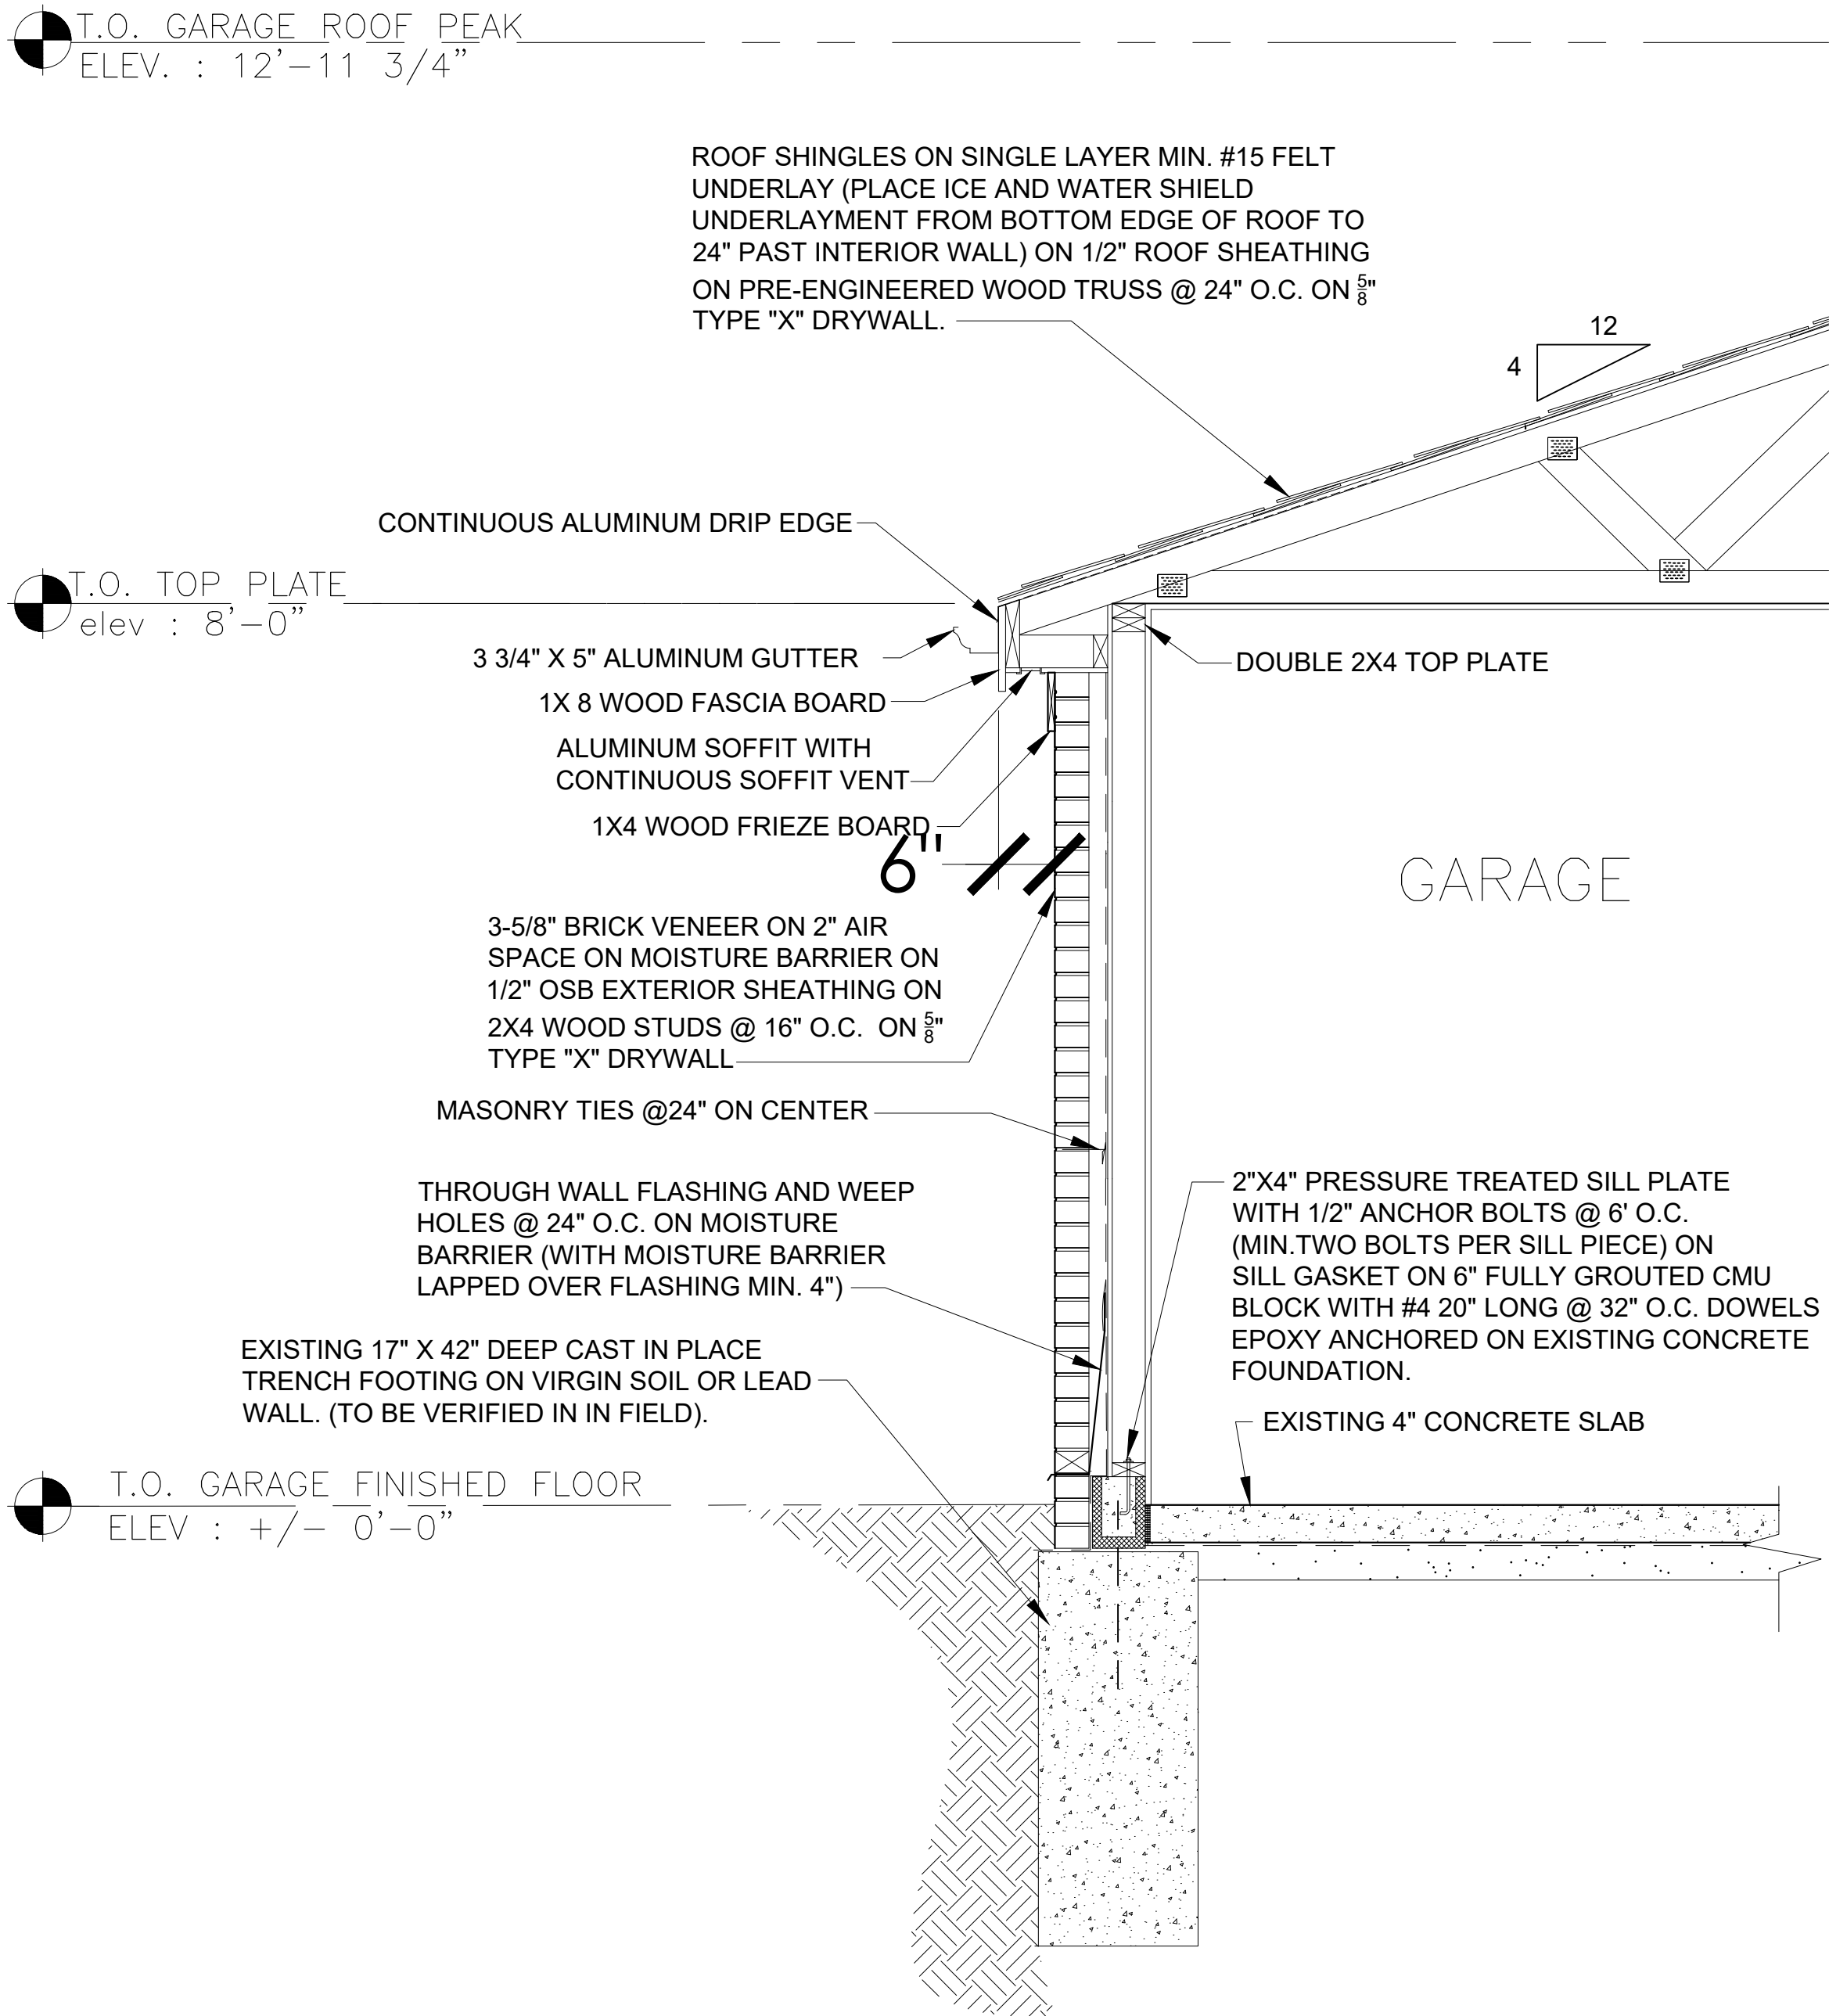 T.O. GARAGE ROOF PEAK
ELEV. : 12'-11 3/4"
ROOF SHINGLES ON SINGLE LAYER MIN. #15 FELT
UNDERLAY (PLACE ICE AND WATER SHIELD
UNDERLAYMENT FROM BOTTOM EDGE OF ROOF TO
24" PAST INTERIOR WALL) ON 1/2" ROOF SHEATHING
ON PRE-ENGINEERED WOOD TRUSS @ 24" O.C. ON 5/8"
TYPE "X" DRYWALL.
12
4
CONTINUOUS ALUMINUM DRIP EDGE
T.O. TOP PLATE
elev : 8'-0"
3 3/4" X 5" ALUMINUM GUTTER
DOUBLE 2X4 TOP PLATE
1X 8 WOOD FASCIA BOARD
ALUMINUM SOFFIT WITH
CONTINUOUS SOFFIT VENT
1X4 WOOD FRIEZE BOARD
6"
GARAGE
3-5/8" BRICK VENEER ON 2" AIR
SPACE ON MOISTURE BARRIER ON
1/2" OSB EXTERIOR SHEATHING ON
2X4 WOOD STUDS @ 16" O.C. ON 5/8"
TYPE "X" DRYWALL
MASONRY TIES @24" ON CENTER
THROUGH WALL FLASHING AND WEEP
HOLES @ 24" O.C. ON MOISTURE
BARRIER (WITH MOISTURE BARRIER
LAPPED OVER FLASHING MIN. 4")
2"X4" PRESSURE TREATED SILL PLATE
WITH 1/2" ANCHOR BOLTS @ 6' O.C.
(MIN.TWO BOLTS PER SILL PIECE) ON
SILL GASKET ON 6" FULLY GROUTED CMU
BLOCK WITH #4 20" LONG @ 32" O.C. DOWELS
EPOXY ANCHORED ON EXISTING CONCRETE
FOUNDATION.
EXISTING 17" X 42" DEEP CAST IN PLACE
TRENCH FOOTING ON VIRGIN SOIL OR LEAD
WALL. (TO BE VERIFIED IN IN FIELD).
EXISTING 4" CONCRETE SLAB
T.O. GARAGE FINISHED FLOOR
ELEV : +/- 0'-0"